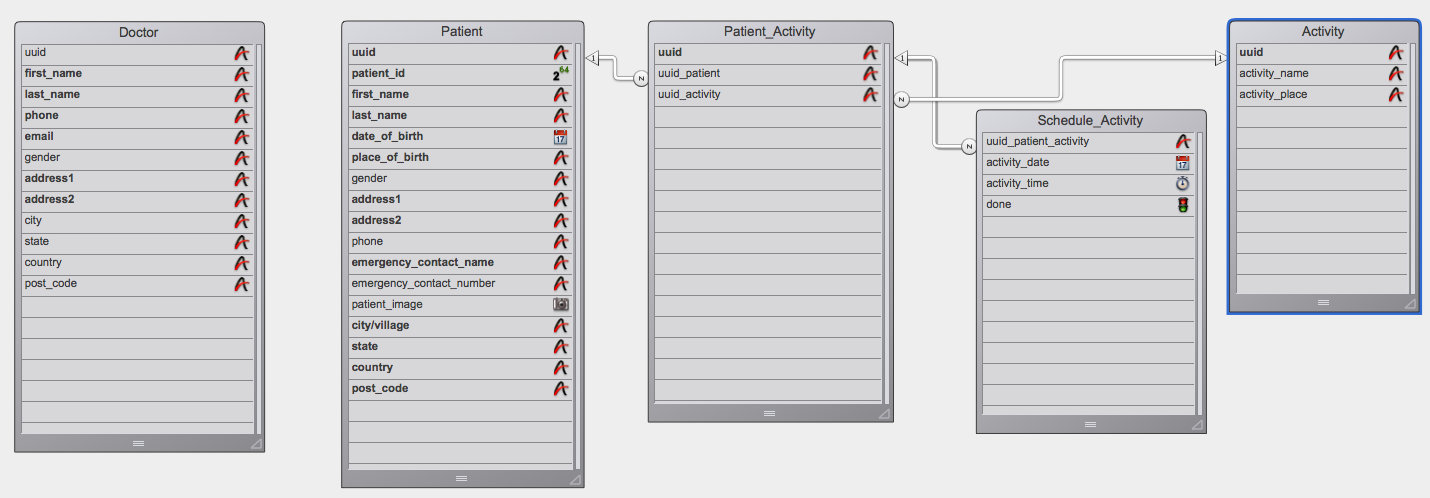 Doctor
uuid
first_name
last_name
phone
email
gender
address1
address2
city
state
country
post_code
Patient
uuid
patient_id
2 64
first_name
last_name
date_of_birth
17
place_of_birth
gender
address1
address2
phone
emergency_contact_name
emergency_contact_number
patient_image
city/village
state
country
post_code
1
N
Patient_Activity
uuid
uuid_patient
uuid_activity
1
N
N
Schedule_Activity
uuid_patient_activity
activity_date
17
activity_time
done
1
Activity
uuid
activity_name
activity_place